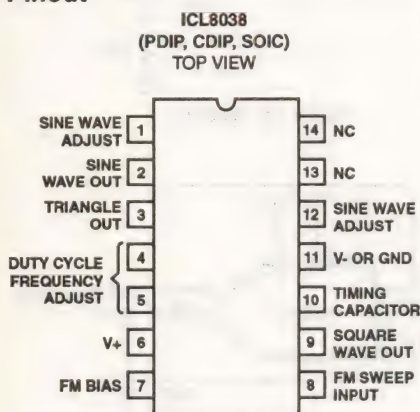 ICL8038
(PDIP, CDIP, SOIC)
TOP VIEW
SINE WAVE
ADJUST
1
SINE
WAVE OUT
2
TRIANGLE
OUT
3
DUTY CYCLE
FREQUENCY
ADJUST
4
5
V+
6
FM BIAS
7
14
NC
13
NC
12
SINE WAVE
ADJUST
11
V- OR GND
10
TIMING
CAPACITOR
9
SQUARE
WAVE OUT
8
FM SWEEP
INPUT